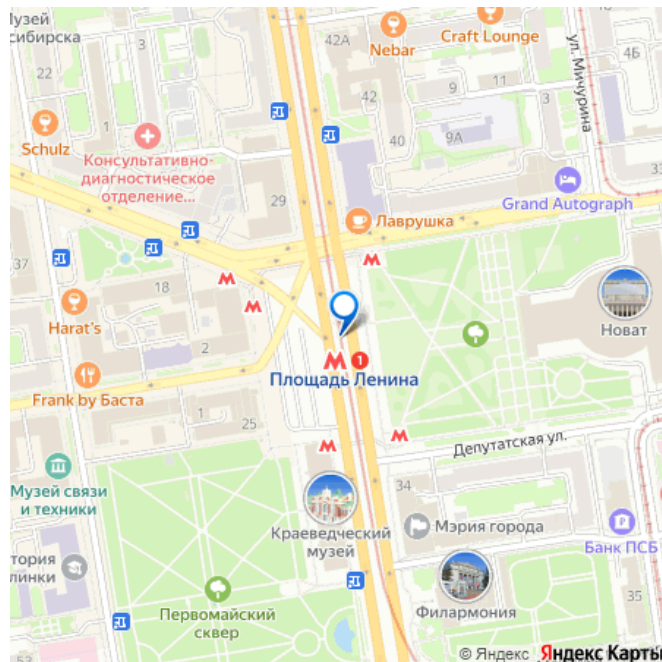 Музей
сибирска
42А
Nebar
Craft Lounge
ул. Мичурина
4Б
22
42
9
11
3
3
1
Schulz
40
9А
Консультативно-
диагностическое
отделение...
29
Grand Autograph
Лаврушка
37
18
Harat's
Новат
2
1
Площадь Ленина
Frank by Баста
1
25
Депутатская ул.
Музей связи
и техники
34
Краеведческий
музей
Мэрия города
Банк ПСБ
тория
линки
Первомайский
сквер
Филармония
35
© Яндекс Яндекс Карты